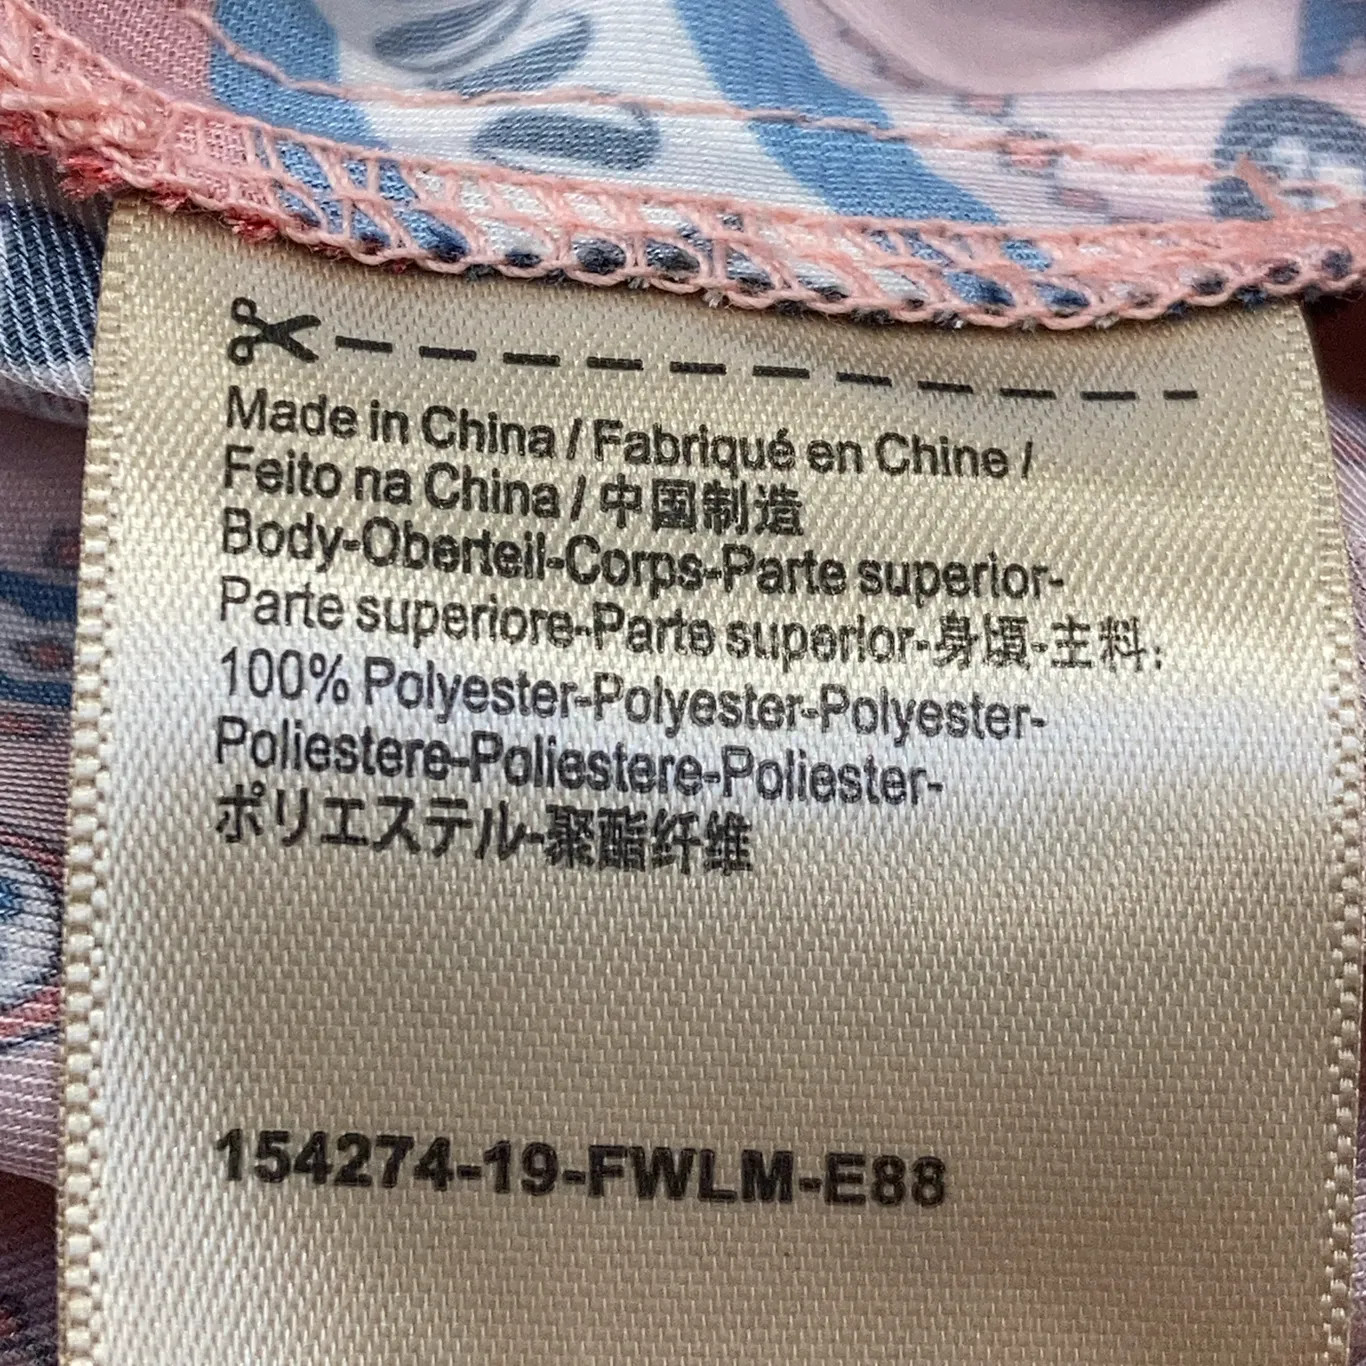 Made in China / Fabriqué en Chine /
Feito na China / 中国制造
Body-Oberteil-Corps-Parte superior-
Parte superiore-Parte superior-身頃-主料:
100% Polyester-Polyester-Polyester-
Poliestere-Poliestere-Poliester-
ポリエステル-聚酯纤维
154274-19-FWLM-E88